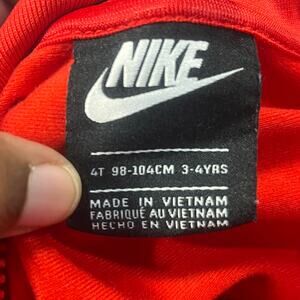 NIKE
4T 98-104CM 3-4YRS
MADE IN VIETNAM
FABRIQUÉ AU VIETNAM
HECHO EN VIETNAM